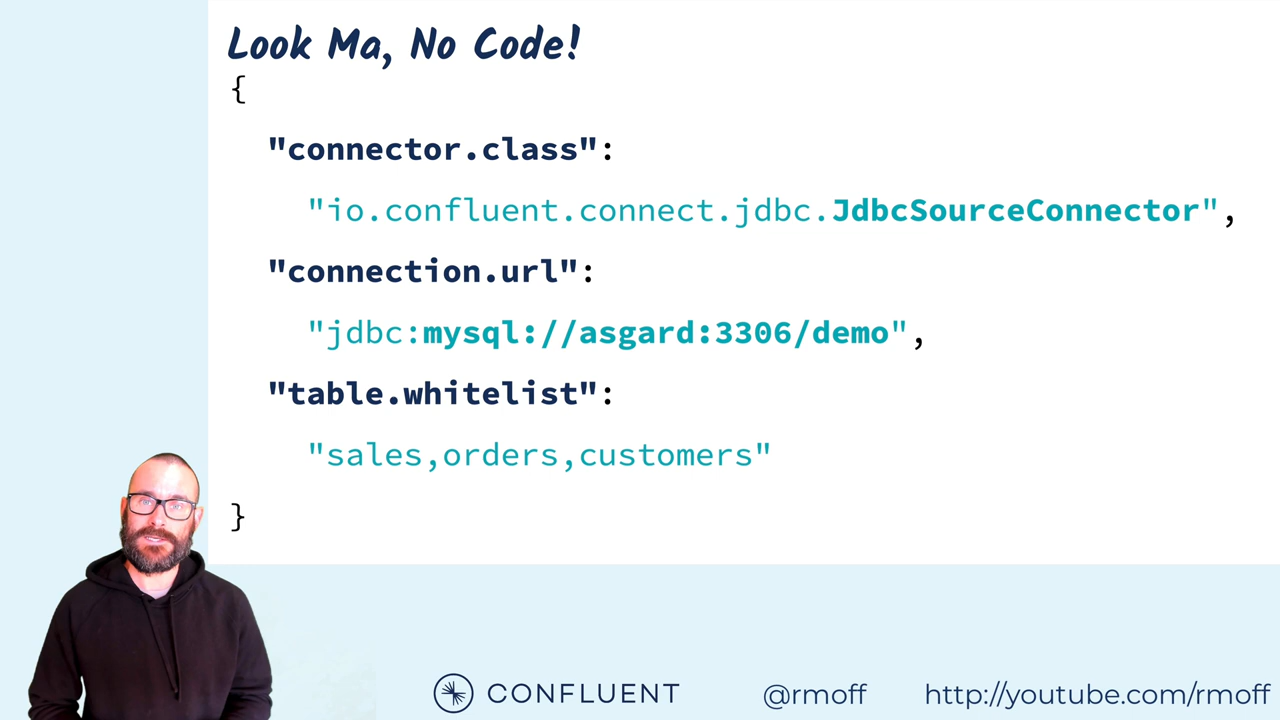 Look Ma, No Code!
{
"connector.class":
"io.confluent.connect.jdbc.JdbcSourceConnector",
"connection.url":
"jdbc:mysql://asgard:3306/demo",
"table.whitelist":
"sales,orders,customers"
}
CONFLUENT
@rmoff
http://youtube.com/rmoff